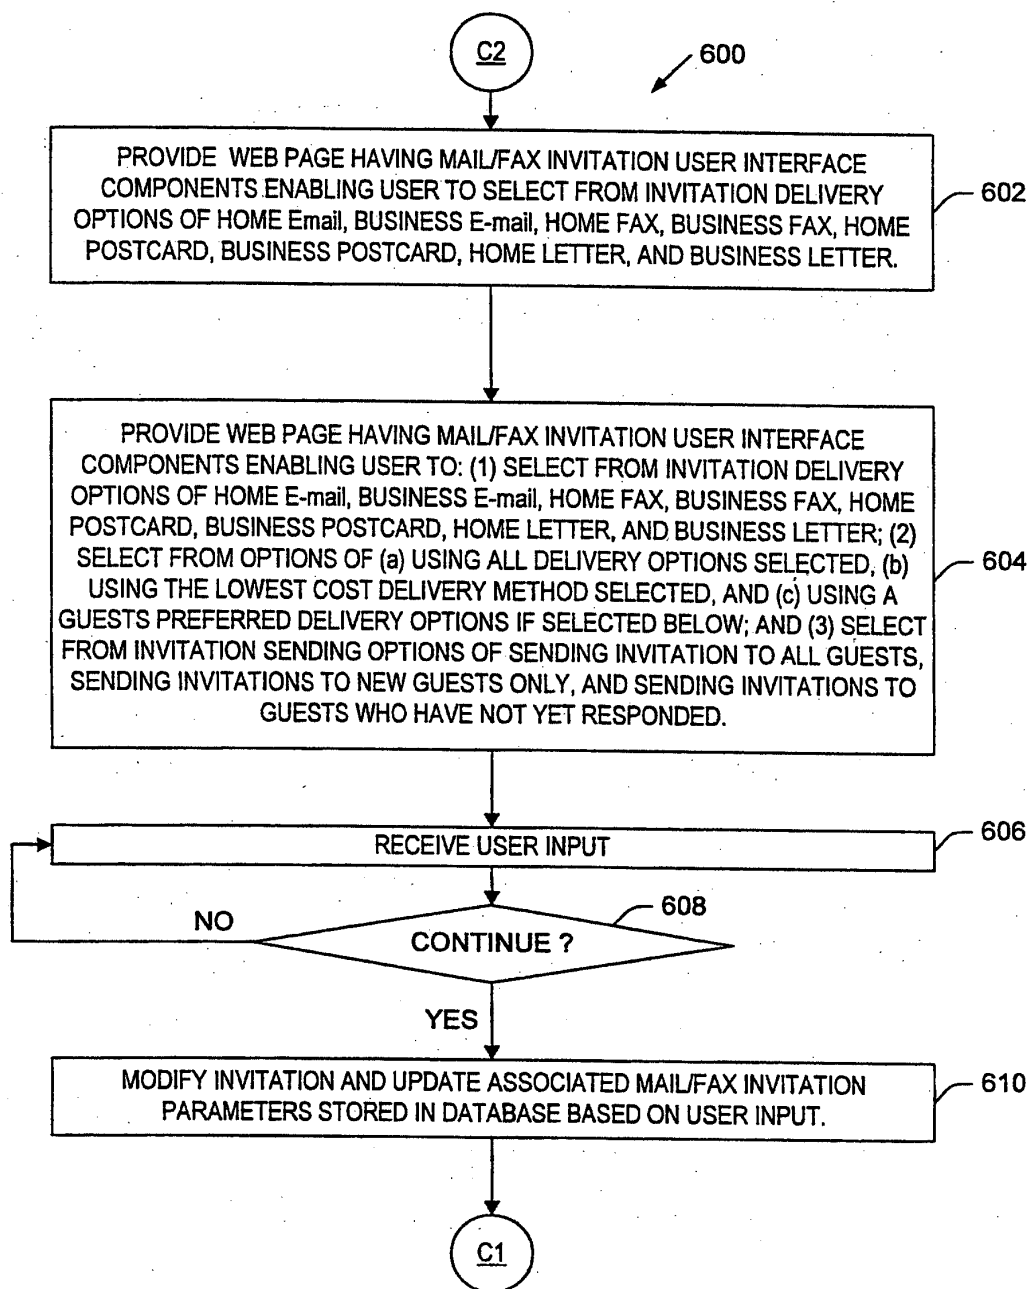 C2
600
PROVIDE WEB PAGE HAVING MAIL/FAX INVITATION USER INTERFACE
COMPONENTS ENABLING USER TO SELECT FROM INVITATION DELIVERY
OPTIONS OF HOME Email, BUSINESS E-mail, HOME FAX, BUSINESS FAX, HOME
POSTCARD, BUSINESS POSTCARD, HOME LETTER, AND BUSINESS LETTER.
602
PROVIDE WEB PAGE HAVING MAIL/FAX INVITATION USER INTERFACE
COMPONENTS ENABLING USER TO: (1) SELECT FROM INVITATION DELIVERY
OPTIONS OF HOME E-mail, BUSINESS E-mail, HOME FAX, BUSINESS FAX, HOME
POSTCARD, BUSINESS POSTCARD, HOME LETTER, AND BUSINESS LETTER; (2)
SELECT FROM OPTIONS OF (a) USING ALL DELIVERY OPTIONS SELECTED, (b)
USING THE LOWEST COST DELIVERY METHOD SELECTED, AND (c) USING A
GUESTS PREFERRED DELIVERY OPTIONS IF SELECTED BELOW; AND (3) SELECT
FROM INVITATION SENDING OPTIONS OF SENDING INVITATION TO ALL GUESTS,
SENDING INVITATIONS TO NEW GUESTS ONLY, AND SENDING INVITATIONS TO
GUESTS WHO HAVE NOT YET RESPONDED.
604
RECEIVE USER INPUT
606
NO
CONTINUE ?
608
YES
MODIFY INVITATION AND UPDATE ASSOCIATED MAIL/FAX INVITATION
PARAMETERS STORED IN DATABASE BASED ON USER INPUT.
610
C1